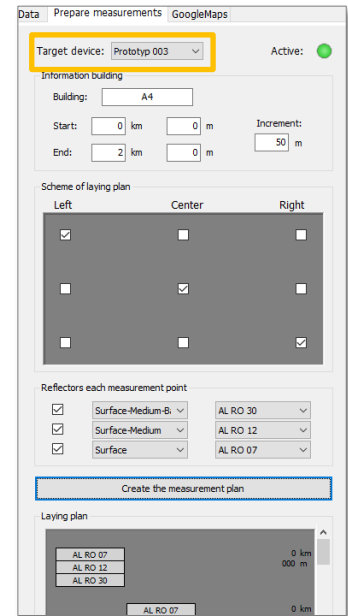 Data Prepare measurements GoogleMaps
Target device: Prototyp 003 Active:
Information building
Building: A4
Start: 0 km 0 m Increment:
50 m
End: 2 km 0 m
Scheme of laying plan
Left Center Right
Reflectors each measurement point
Surface-Medium-Ba AL RO 30
Surface-Medium AL RO 12
Surface AL RO 07
Create the measurement plan
Laying plan
AL RO 07 0 km
AL RO 12 000 m
AL RO 30
AL RO 07 0 km